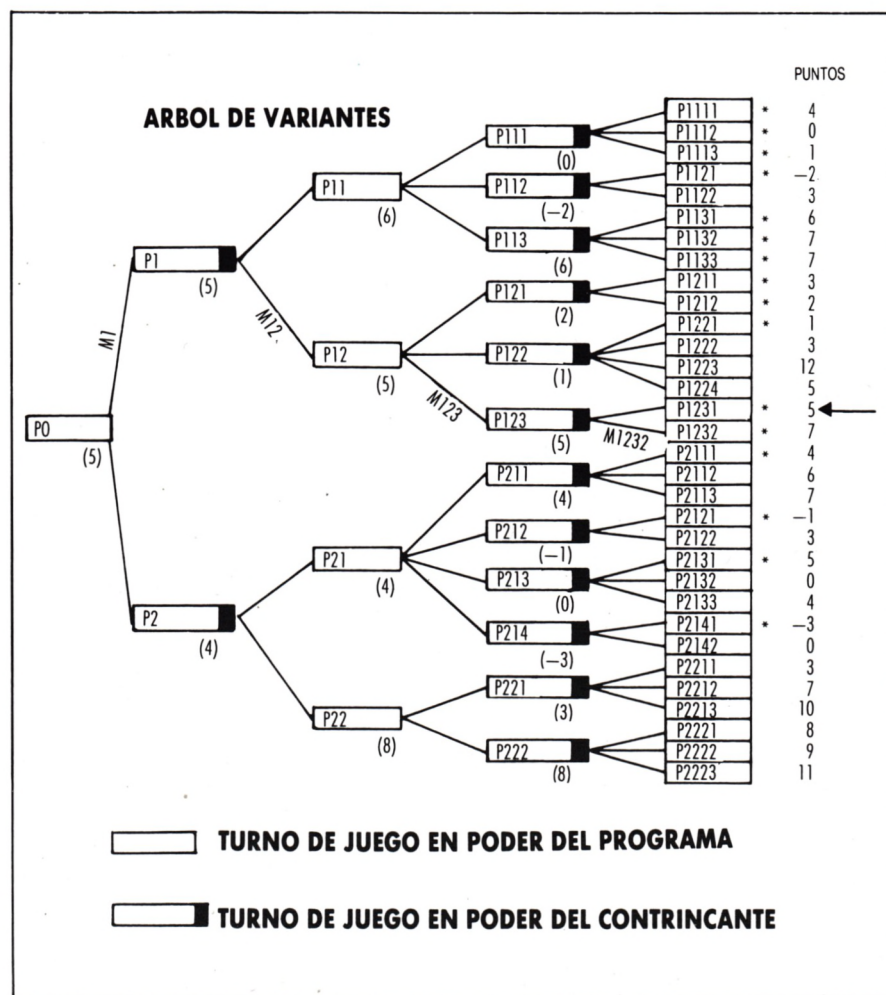 PUNTOS
ARBOL DE VARIANTES
P0
(5)
M1
P1
(5)
M12
P2
(4)
P11
(6)
P12
(5)
M123
P21
(4)
P22
(8)
P111
(0)
P112
(−2)
P113
(6)
P121
(2)
P122
(1)
P123
(5)
M1232
P211
(4)
P212
(−1)
P213
(0)
P214
(−3)
P221
(3)
P222
(8)
P1111 * 4
P1112 * 0
P1113 * 1
P1121 * −2
P1122 3
P1131 * 6
P1132 * 7
P1133 * 7
P1211 * 3
P1212 * 2
P1221 * 1
P1222 3
P1223 12
P1224 5
P1231 * 5
P1232 * 7
P2111 * 4
P2112 6
P2113 7
P2121 * −1
P2122 3
P2131 * 5
P2132 0
P2133 4
P2141 * −3
P2142 0
P2211 3
P2212 7
P2213 10
P2221 8
P2222 9
P2223 11
TURNO DE JUEGO EN PODER DEL PROGRAMA
TURNO DE JUEGO EN PODER DEL CONTRINCANTE